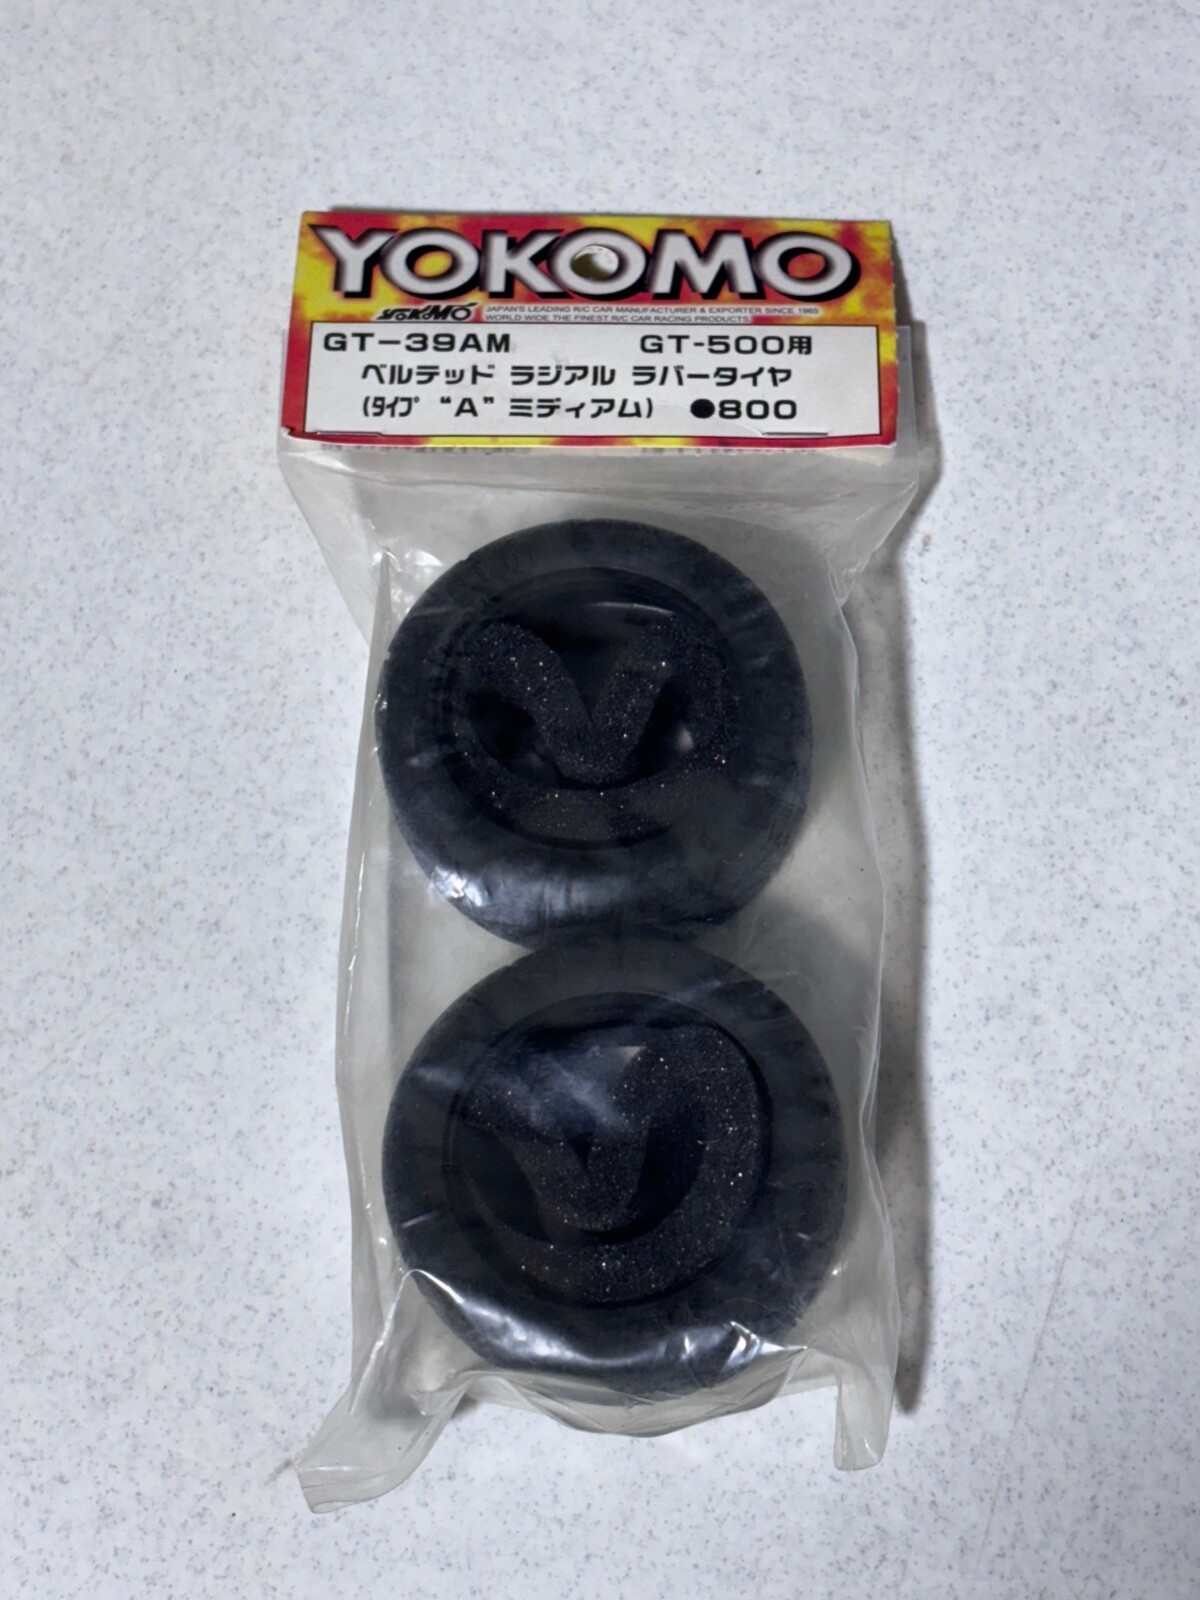 YOKOMO
YOKOMO JAPAN'S LEADING R/C CAR MANUFACTURER & EXPORTER SINCE 1965
WORLD WIDE THE FINEST R/C CAR RACING PRODUCTS
GT-39AM GT-500用
ベルテッド ラジアル ラバータイヤ
(タイプ "A" ミディアム) ●800